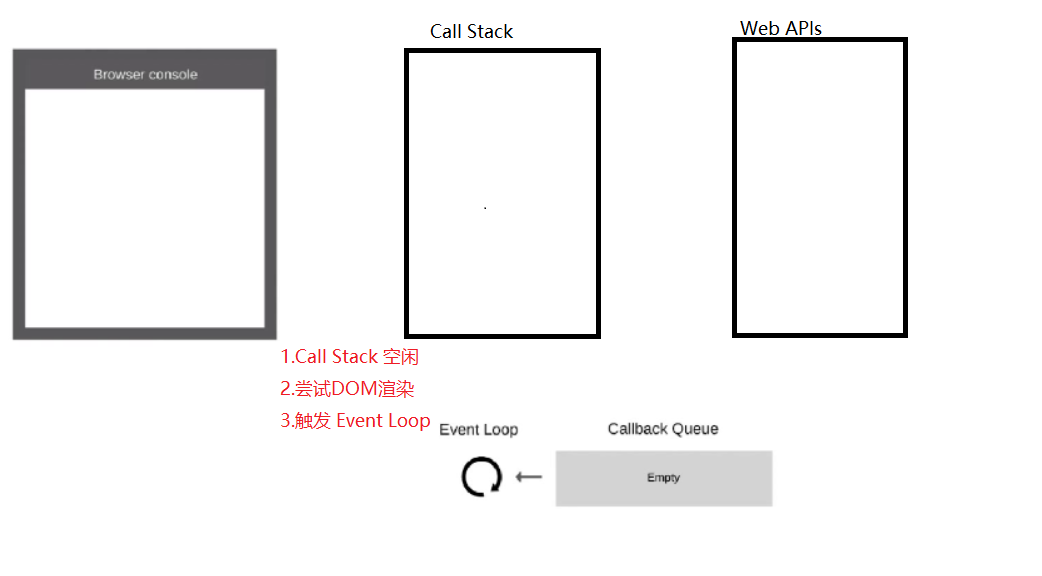 Call Stack
Web APIs
Browser console
1.Call Stack 空闲
2.尝试DOM渲染
3.触发 Event Loop
Event Loop
Callback Queue
Empty